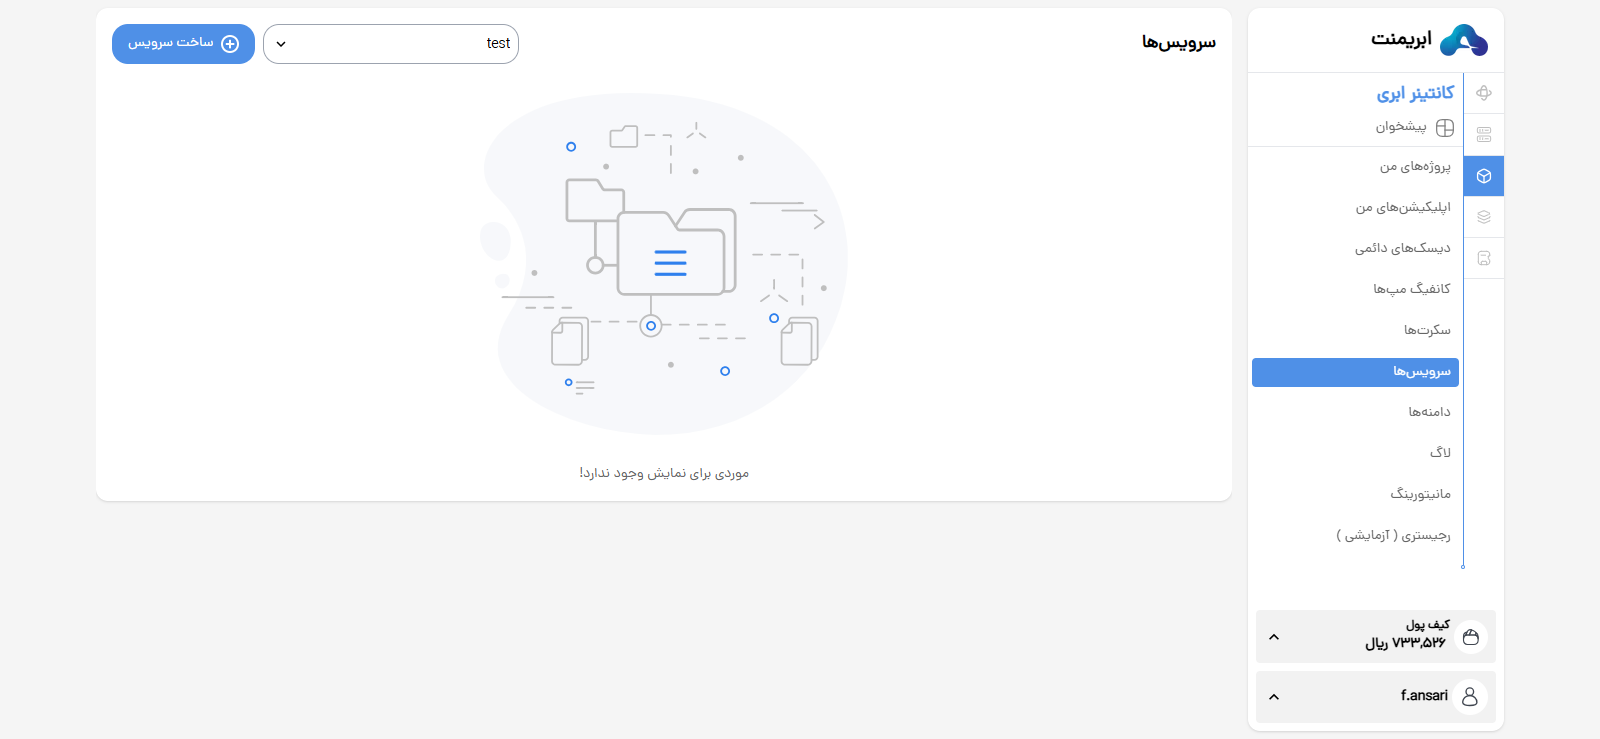 ابریمنت
کانتینر ابری
پیشخوان
پروژه‌های من
اپلیکیشن‌های من
دیسک‌های دائمی
کانفیگ مپ‌ها
سکرت‌ها
سرویس‌ها
دامنه‌ها
لاگ
مانیتورینگ
رجیستری ( آزمایشی )
کیف پول
۷۳۳,۵۲۶ ریال
f.ansari
سرویس‌ها
test
ساخت سرویس
موردی برای نمایش وجود ندارد!